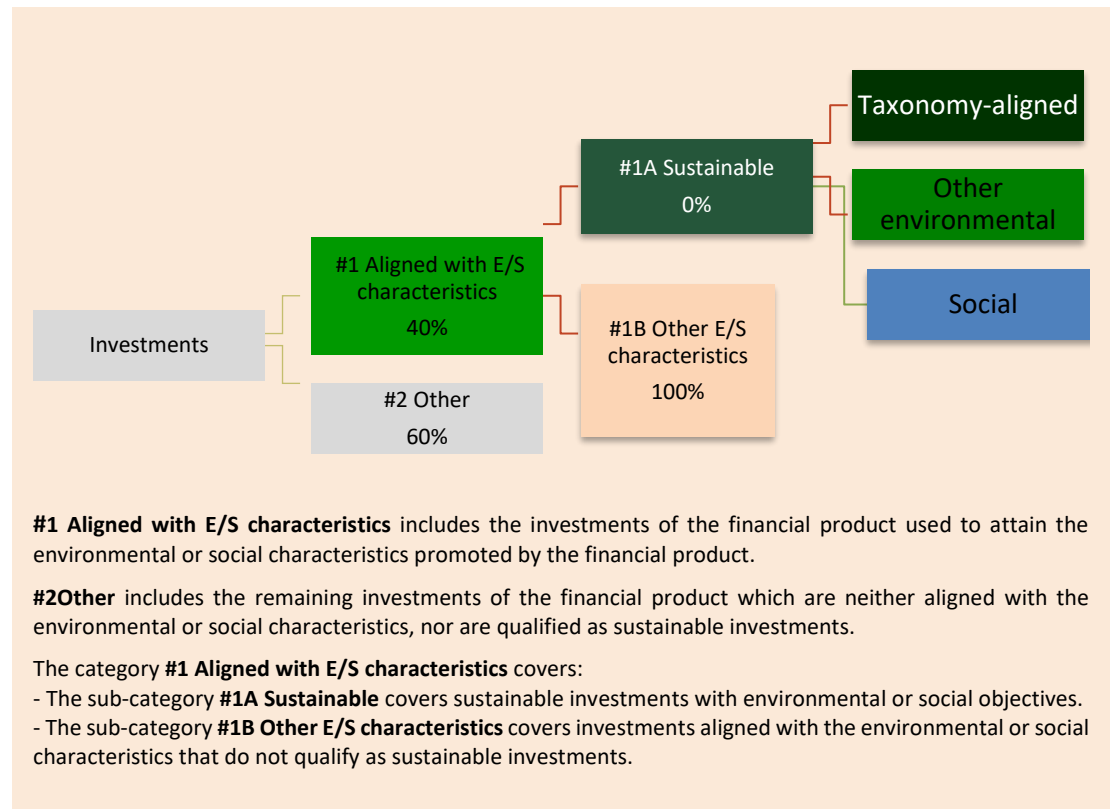 Taxonomy-aligned
#1A Sustainable
0%
Other
environmental
#1 Aligned with E/S
characteristics
40%
Social
#1B Other E/S
characteristics
100%
Investments
#2 Other
60%
#1 Aligned with E/S characteristics includes the investments of the financial product used to attain the
environmental or social characteristics promoted by the financial product.
#2Other includes the remaining investments of the financial product which are neither aligned with the
environmental or social characteristics, nor are qualified as sustainable investments.
The category #1 Aligned with E/S characteristics covers:
- The sub-category #1A Sustainable covers sustainable investments with environmental or social objectives.
- The sub-category #1B Other E/S characteristics covers investments aligned with the environmental or social
characteristics that do not qualify as sustainable investments.